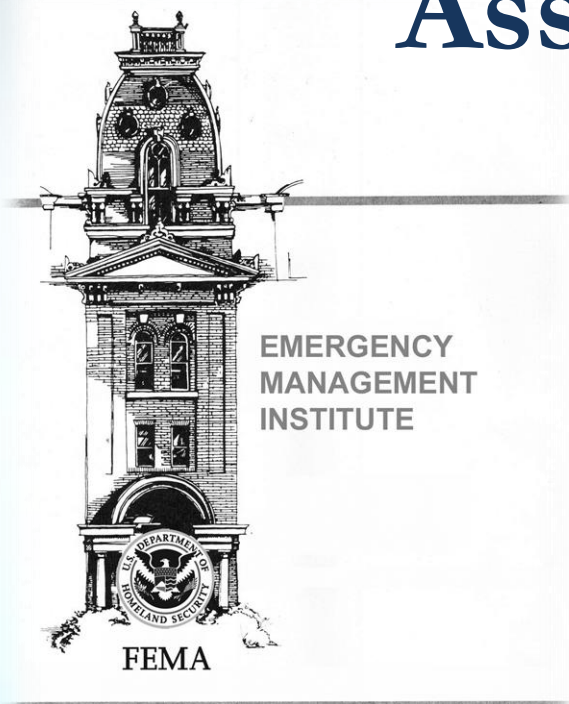 Ass
EMERGENCY
MANAGEMENT
INSTITUTE
U.S. DEPARTMENT OF
HOMELAND SECURITY
FEMA